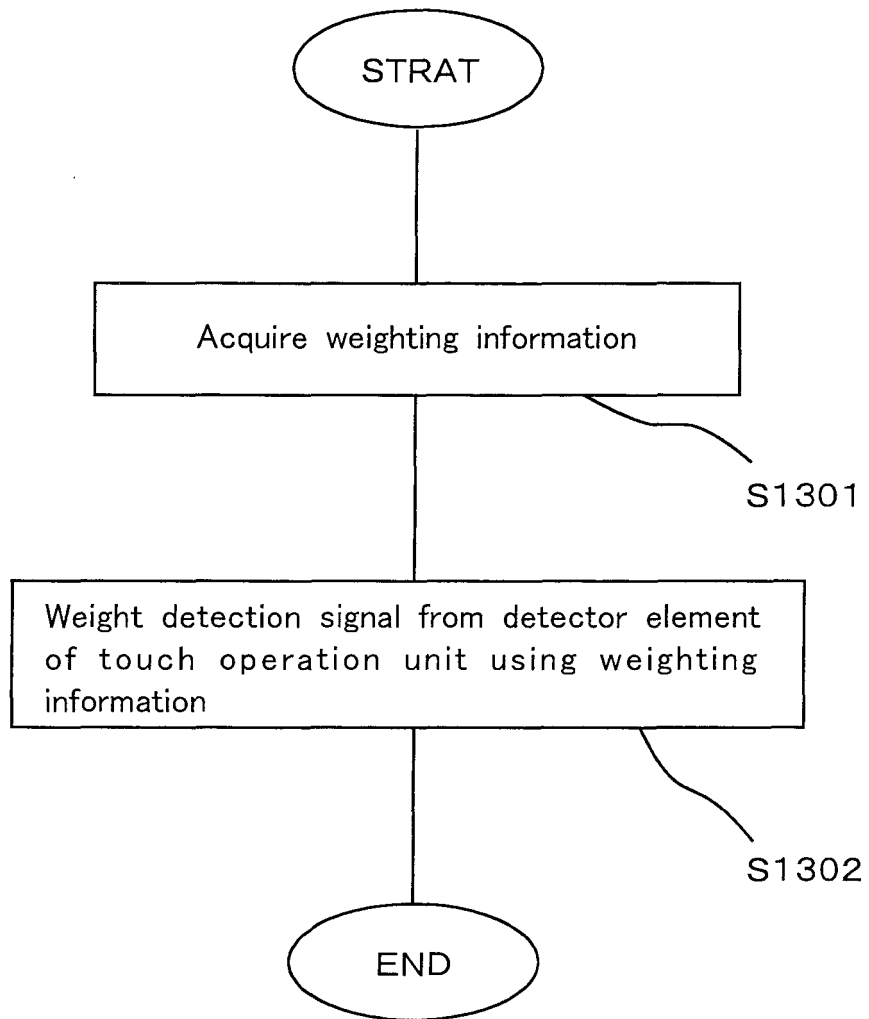 STRAT
Acquire weighting information
S1301
Weight detection signal from detector element
of touch operation unit using weighting
information
S1302
END